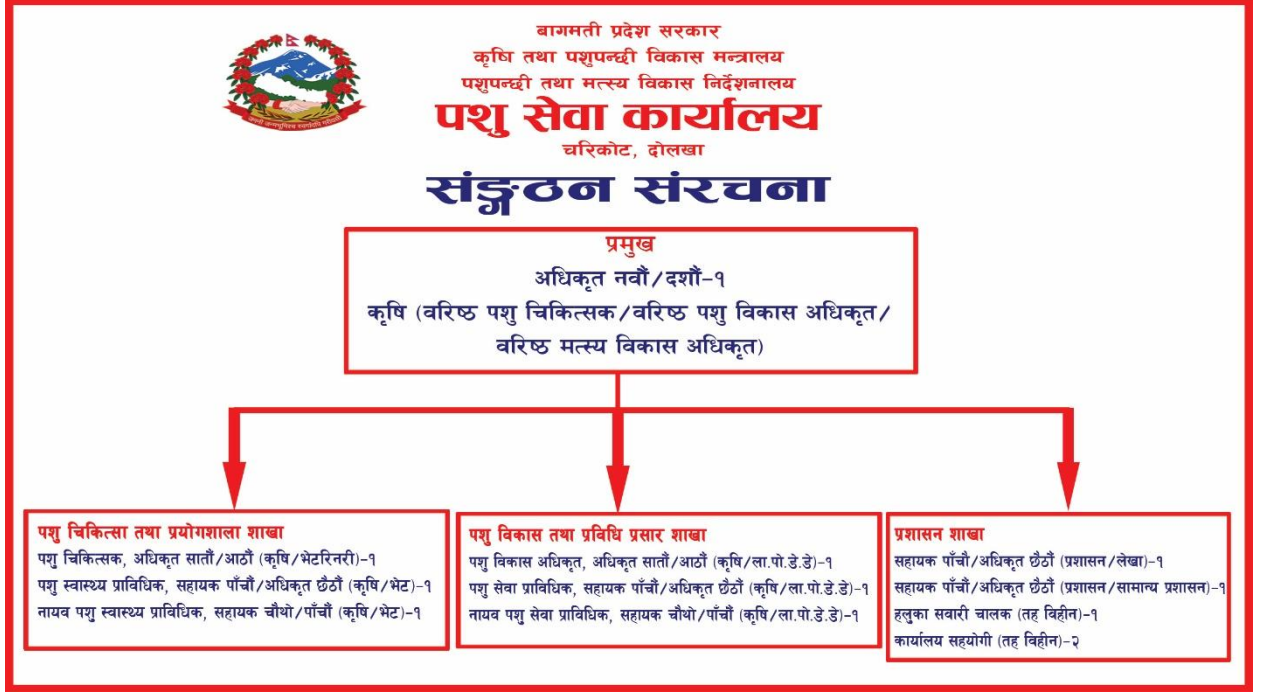 बागमती प्रदेश सरकार
कृषि तथा पशुपन्छी विकास मन्त्रालय
पशुपन्छी तथा मत्स्य विकास निर्देशनालय
पशु सेवा कार्यालय
चरिकोट, दोलखा
संङ्गठन संरचना
प्रमुख
अधिकृत नवौं/दशौं-१
कृषि (वरिष्ठ पशु चिकित्सक/वरिष्ठ पशु विकास अधिकृत/
वरिष्ठ मत्स्य विकास अधिकृत)
पशु चिकित्सा तथा प्रयोगशाला शाखा
पशु चिकित्सक, अधिकृत सातौं/आठौं (कृषि/भेटरिनरी)-१
पशु स्वास्थ्य प्राविधिक, सहायक पाँचौं/अधिकृत छैठौं (कृषि/भेट)-१
नायव पशु स्वास्थ्य प्राविधिक, सहायक चौथो/पाँचौं (कृषि/भेट)-१
पशु विकास तथा प्रविधि प्रसार शाखा
पशु विकास अधिकृत, अधिकृत सातौं/आठौं (कृषि/ला.पो.डे.डे)-१
पशु सेवा प्राविधिक, सहायक पाँचौं/अधिकृत छैठौं (कृषि/ला.पो.डे.डे)-१
नायव पशु सेवा प्राविधिक, सहायक चौथो/पाँचौं (कृषि/ला.पो.डे.डे)-१
प्रशासन शाखा
सहायक पाँचौं/अधिकृत छैठौं (प्रशासन/लेखा)-१
सहायक पाँचौं/अधिकृत छैठौं (प्रशासन/सामान्य प्रशासन)-१
हलुका सवारी चालक (तह विहीन)-१
कार्यालय सहयोगी (तह विहीन)-२